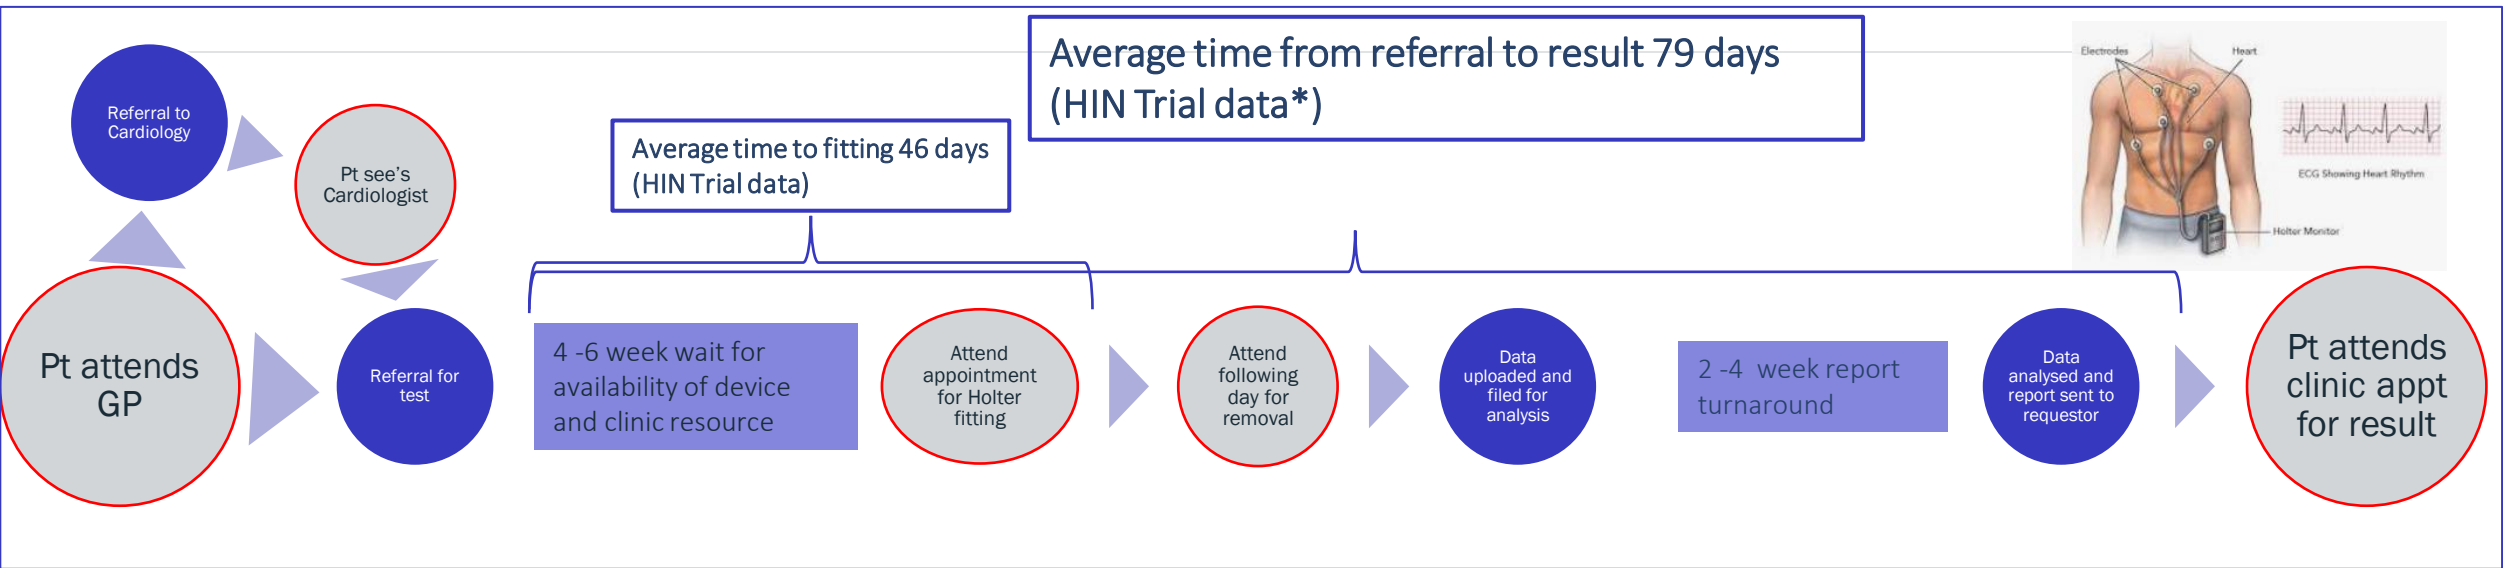 Average time from referral to result 79 days
(HIN Trial data*)
Electrodes
Heart
ECG Showing Heart Rhythm
Holter Monitor
Referral to
Cardiology
Pt see's
Cardiologist
Average time to fitting 46 days
(HIN Trial data)
Pt attends
GP
Referral for
test
4 -6 week wait for
availability of device
and clinic resource
Attend
appointment
for Holter
fitting
Attend
following
day for
removal
Data
uploaded and
filed for
analysis
2 -4 week report
turnaround
Data
analysed and
report sent to
requestor
Pt attends
clinic appt
for result